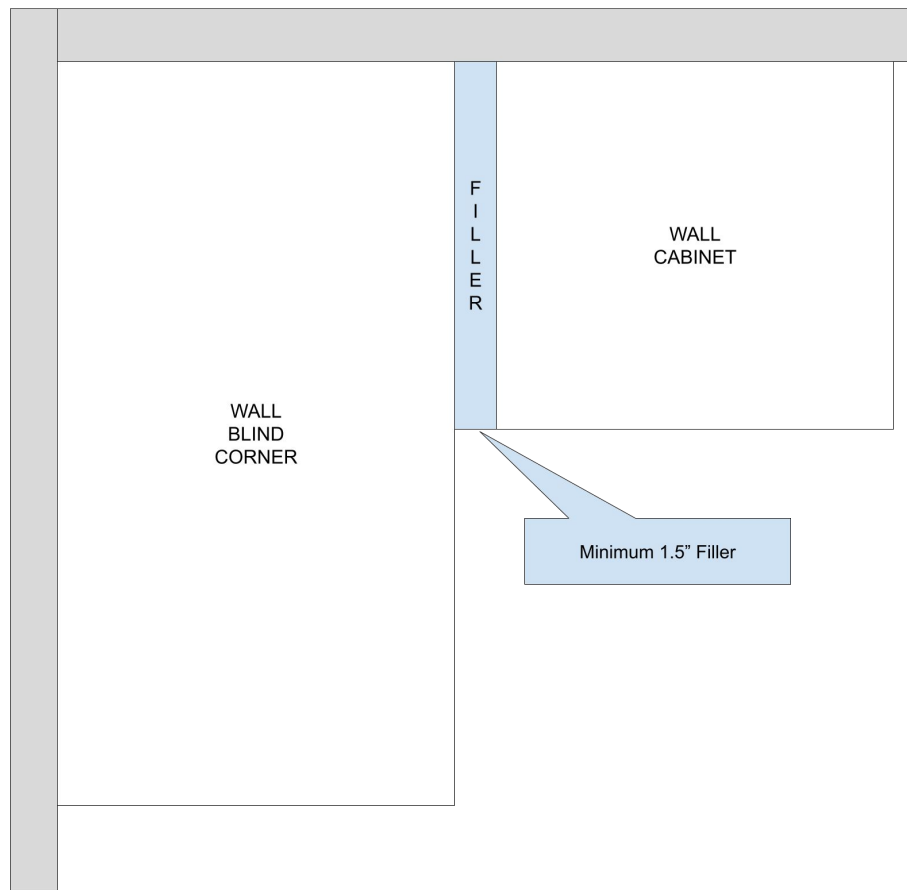 F
I
L
L
E
R
WALL
CABINET
WALL
BLIND
CORNER
Minimum 1.5” Filler